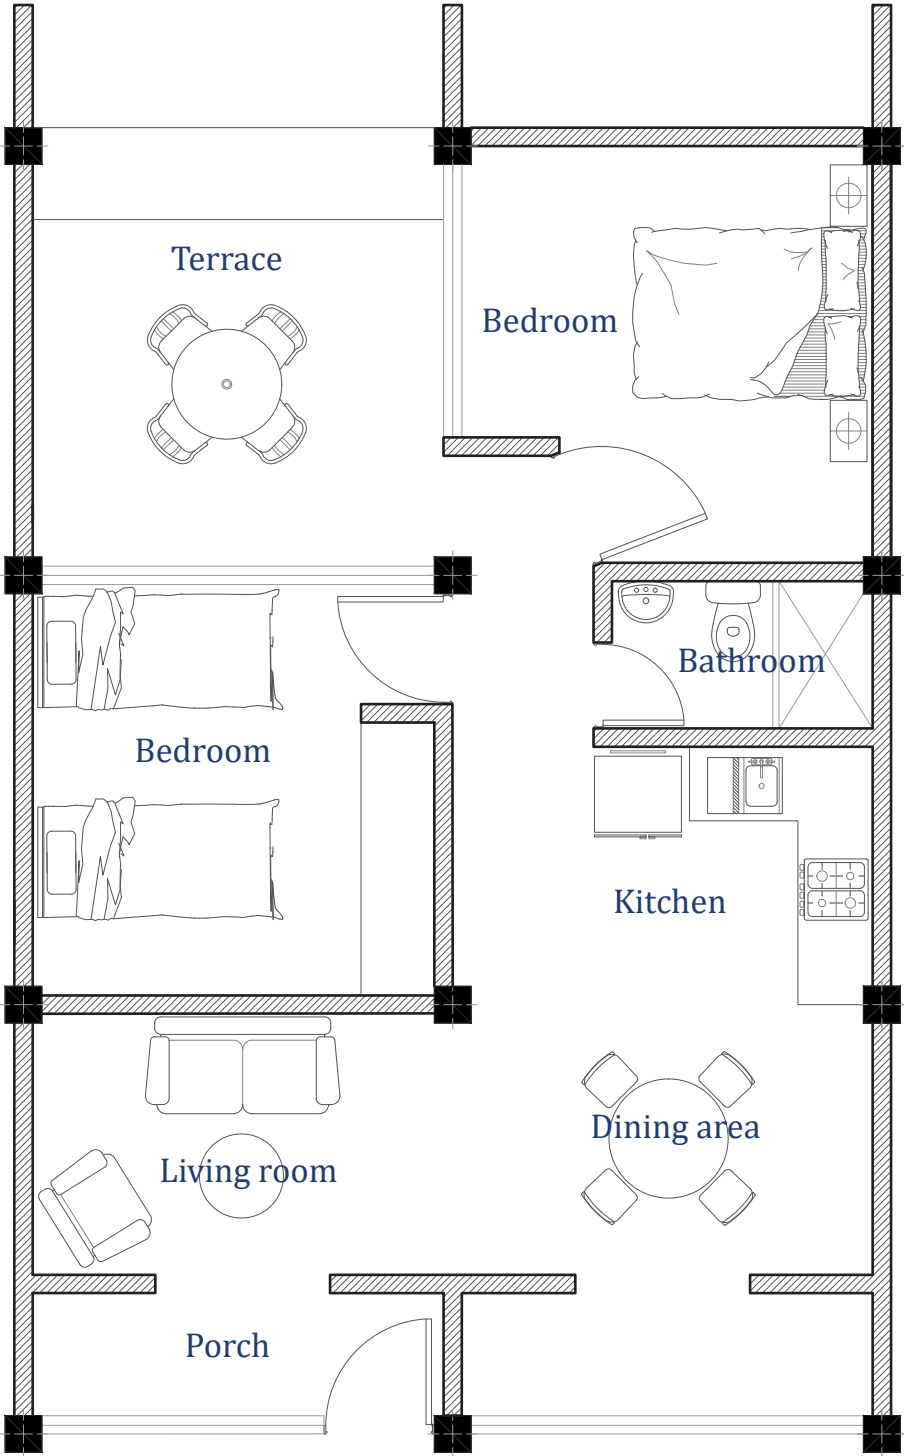 Terrace
Bedroom
Bathroom
Bedroom
Kitchen
Dining area
Living room
Porch